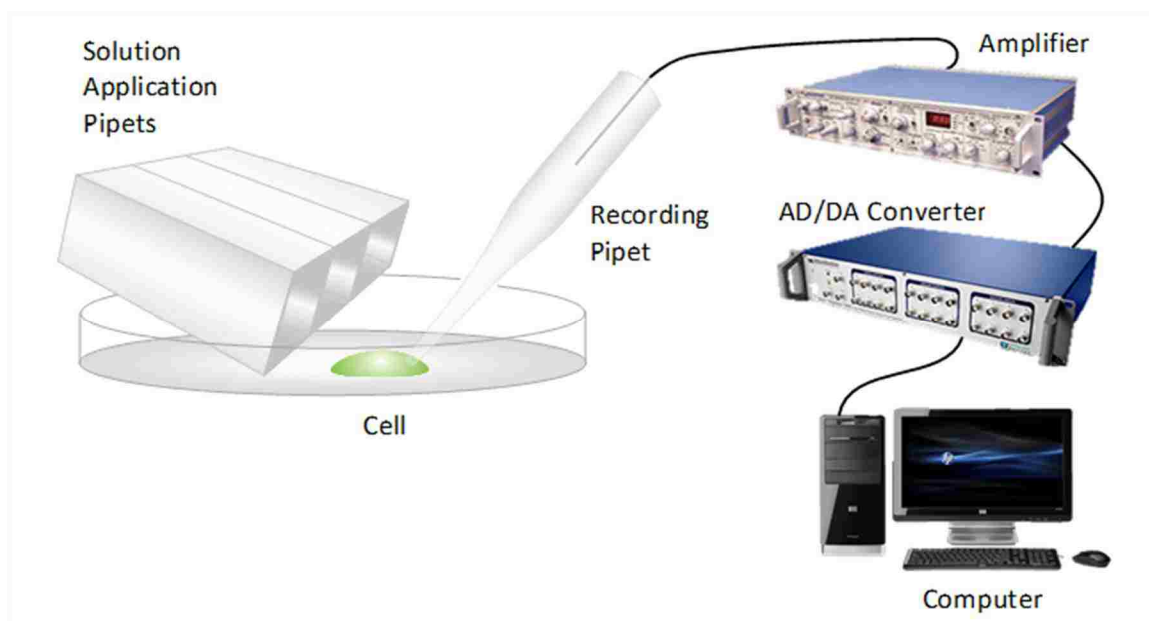 Solution
Application
Pipets
Amplifier
Recording
Pipet
AD/DA Converter
Cell
Computer